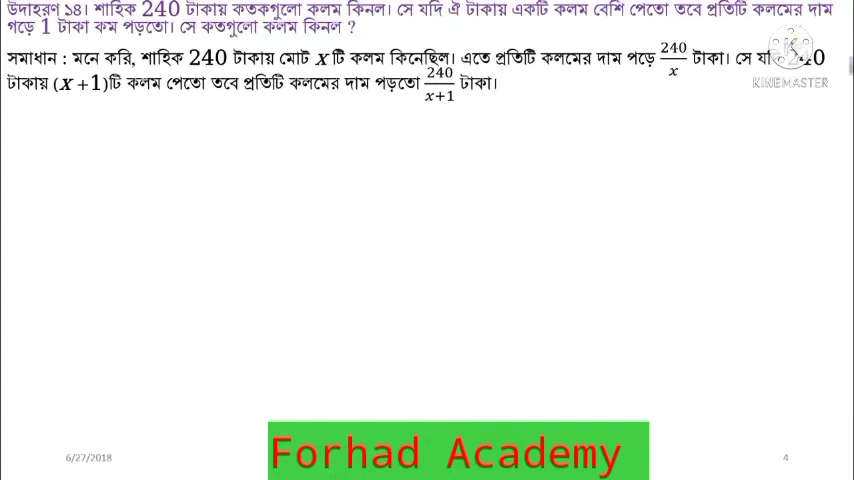 উদাহরণ ১৪। শাহিক 240 টাকায় কতকগুলো কলম কিনল। সে যদি ঐ টাকায় একটি কলম বেশি পেতো তবে প্রতিটি কলমের দাম
গড়ে 1 টাকা কম পড়তো। সে কতগুলো কলম কিনল ?
সমাধান : মনে করি, শাহিক 240 টাকায় মোট x টি কলম কিনেছিল। এতে প্রতিটি কলমের দাম পড়ে 240/x টাকা। সে যদি 240
টাকায় (x +1)টি কলম পেতো তবে প্রতিটি কলমের দাম পড়তো 240/x+1 টাকা।
KINEMASTER
6/27/2018
Forhad Academy
4